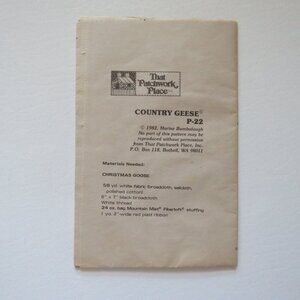 That
Patchwork
Place
COUNTRY GEESE®
P-22
© 1982, Marine Bumbalough
No part of this pattern may be
reproduced without permission
from That Patchwork Place, Inc.
P.O. Box 118, Bothell, WA 98011
Materials Needed:
CHRISTMAS GOOSE
5/8 yd. white fabric (broadcloth, sailcloth,
polished cotton)
6" x 7" black broadcloth
White thread
24 oz. bag Mountain Mist Fiberloft® stuffing
1 yd. wide red plaid ribbon